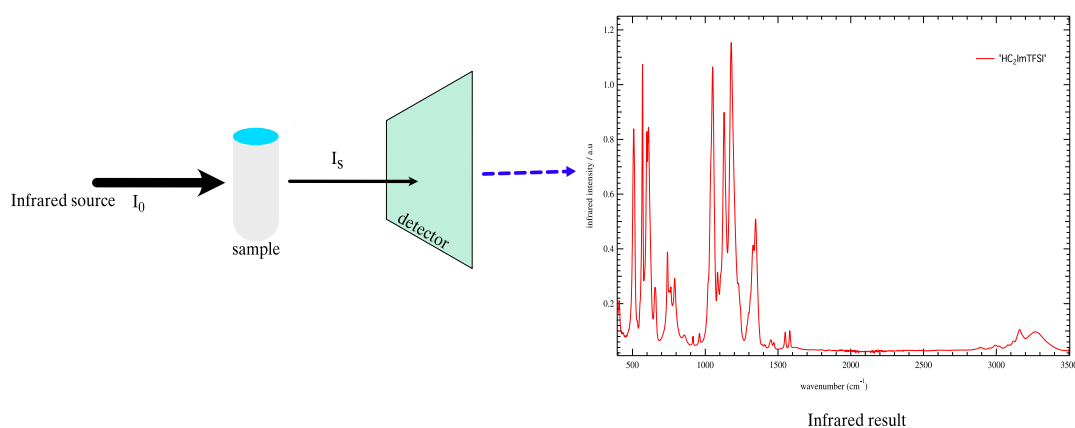 Infrared source
I₀
sample
Iₛ
detector
infrared intensity / a.u
1.2
1.0
0.8
0.6
0.4
0.2
'HC₂ImTFSI'
500
1000
1500
2000
2500
3000
3500
wavenumber (cm⁻¹)
Infrared result